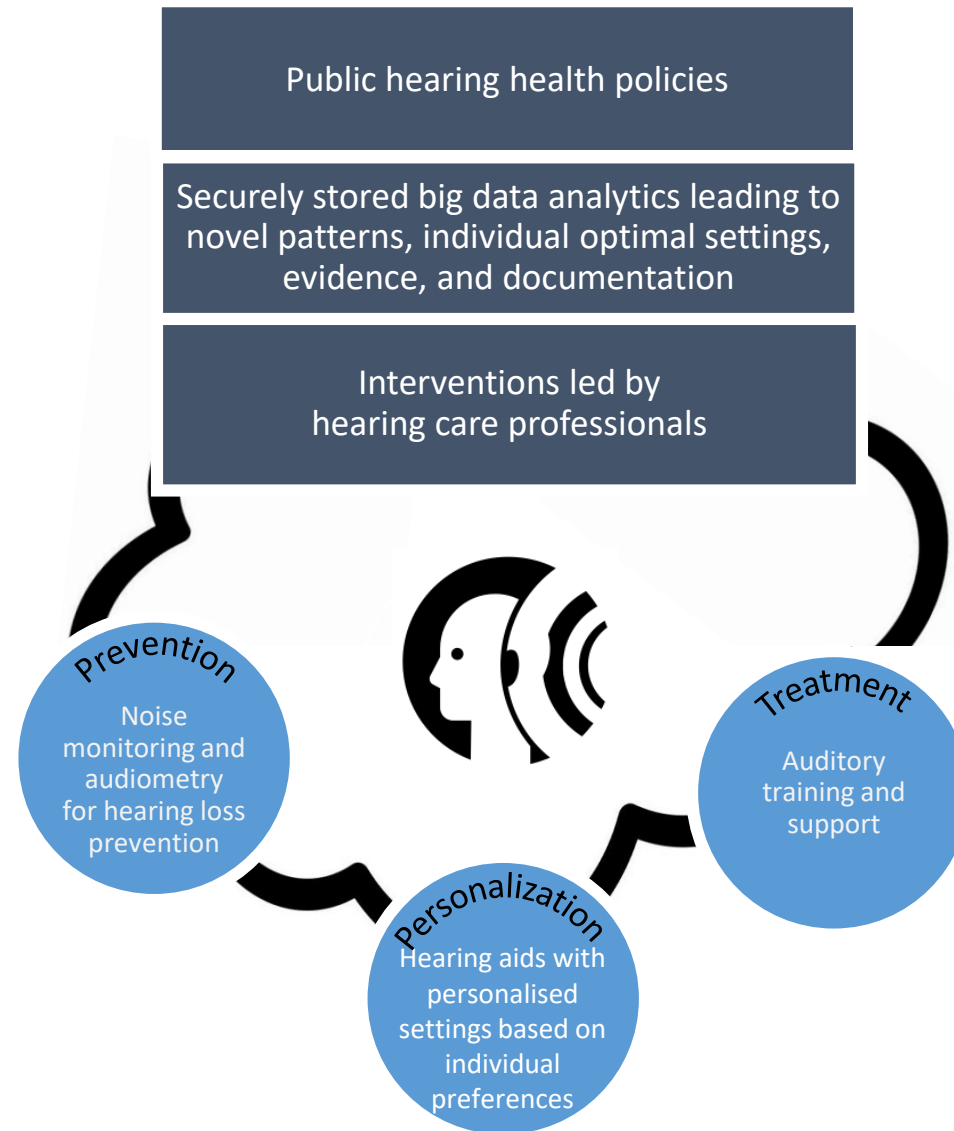 Public hearing health policies
Securely stored big data analytics leading to
novel patterns, individual optimal settings,
evidence, and documentation
Interventions led by
hearing care professionals
Prevention
Noise
monitoring and
audiometry
for hearing loss
prevention
Treatment
Auditory
training and
support
Personalization
Hearing aids with
personalised
settings based on
individual
preferences